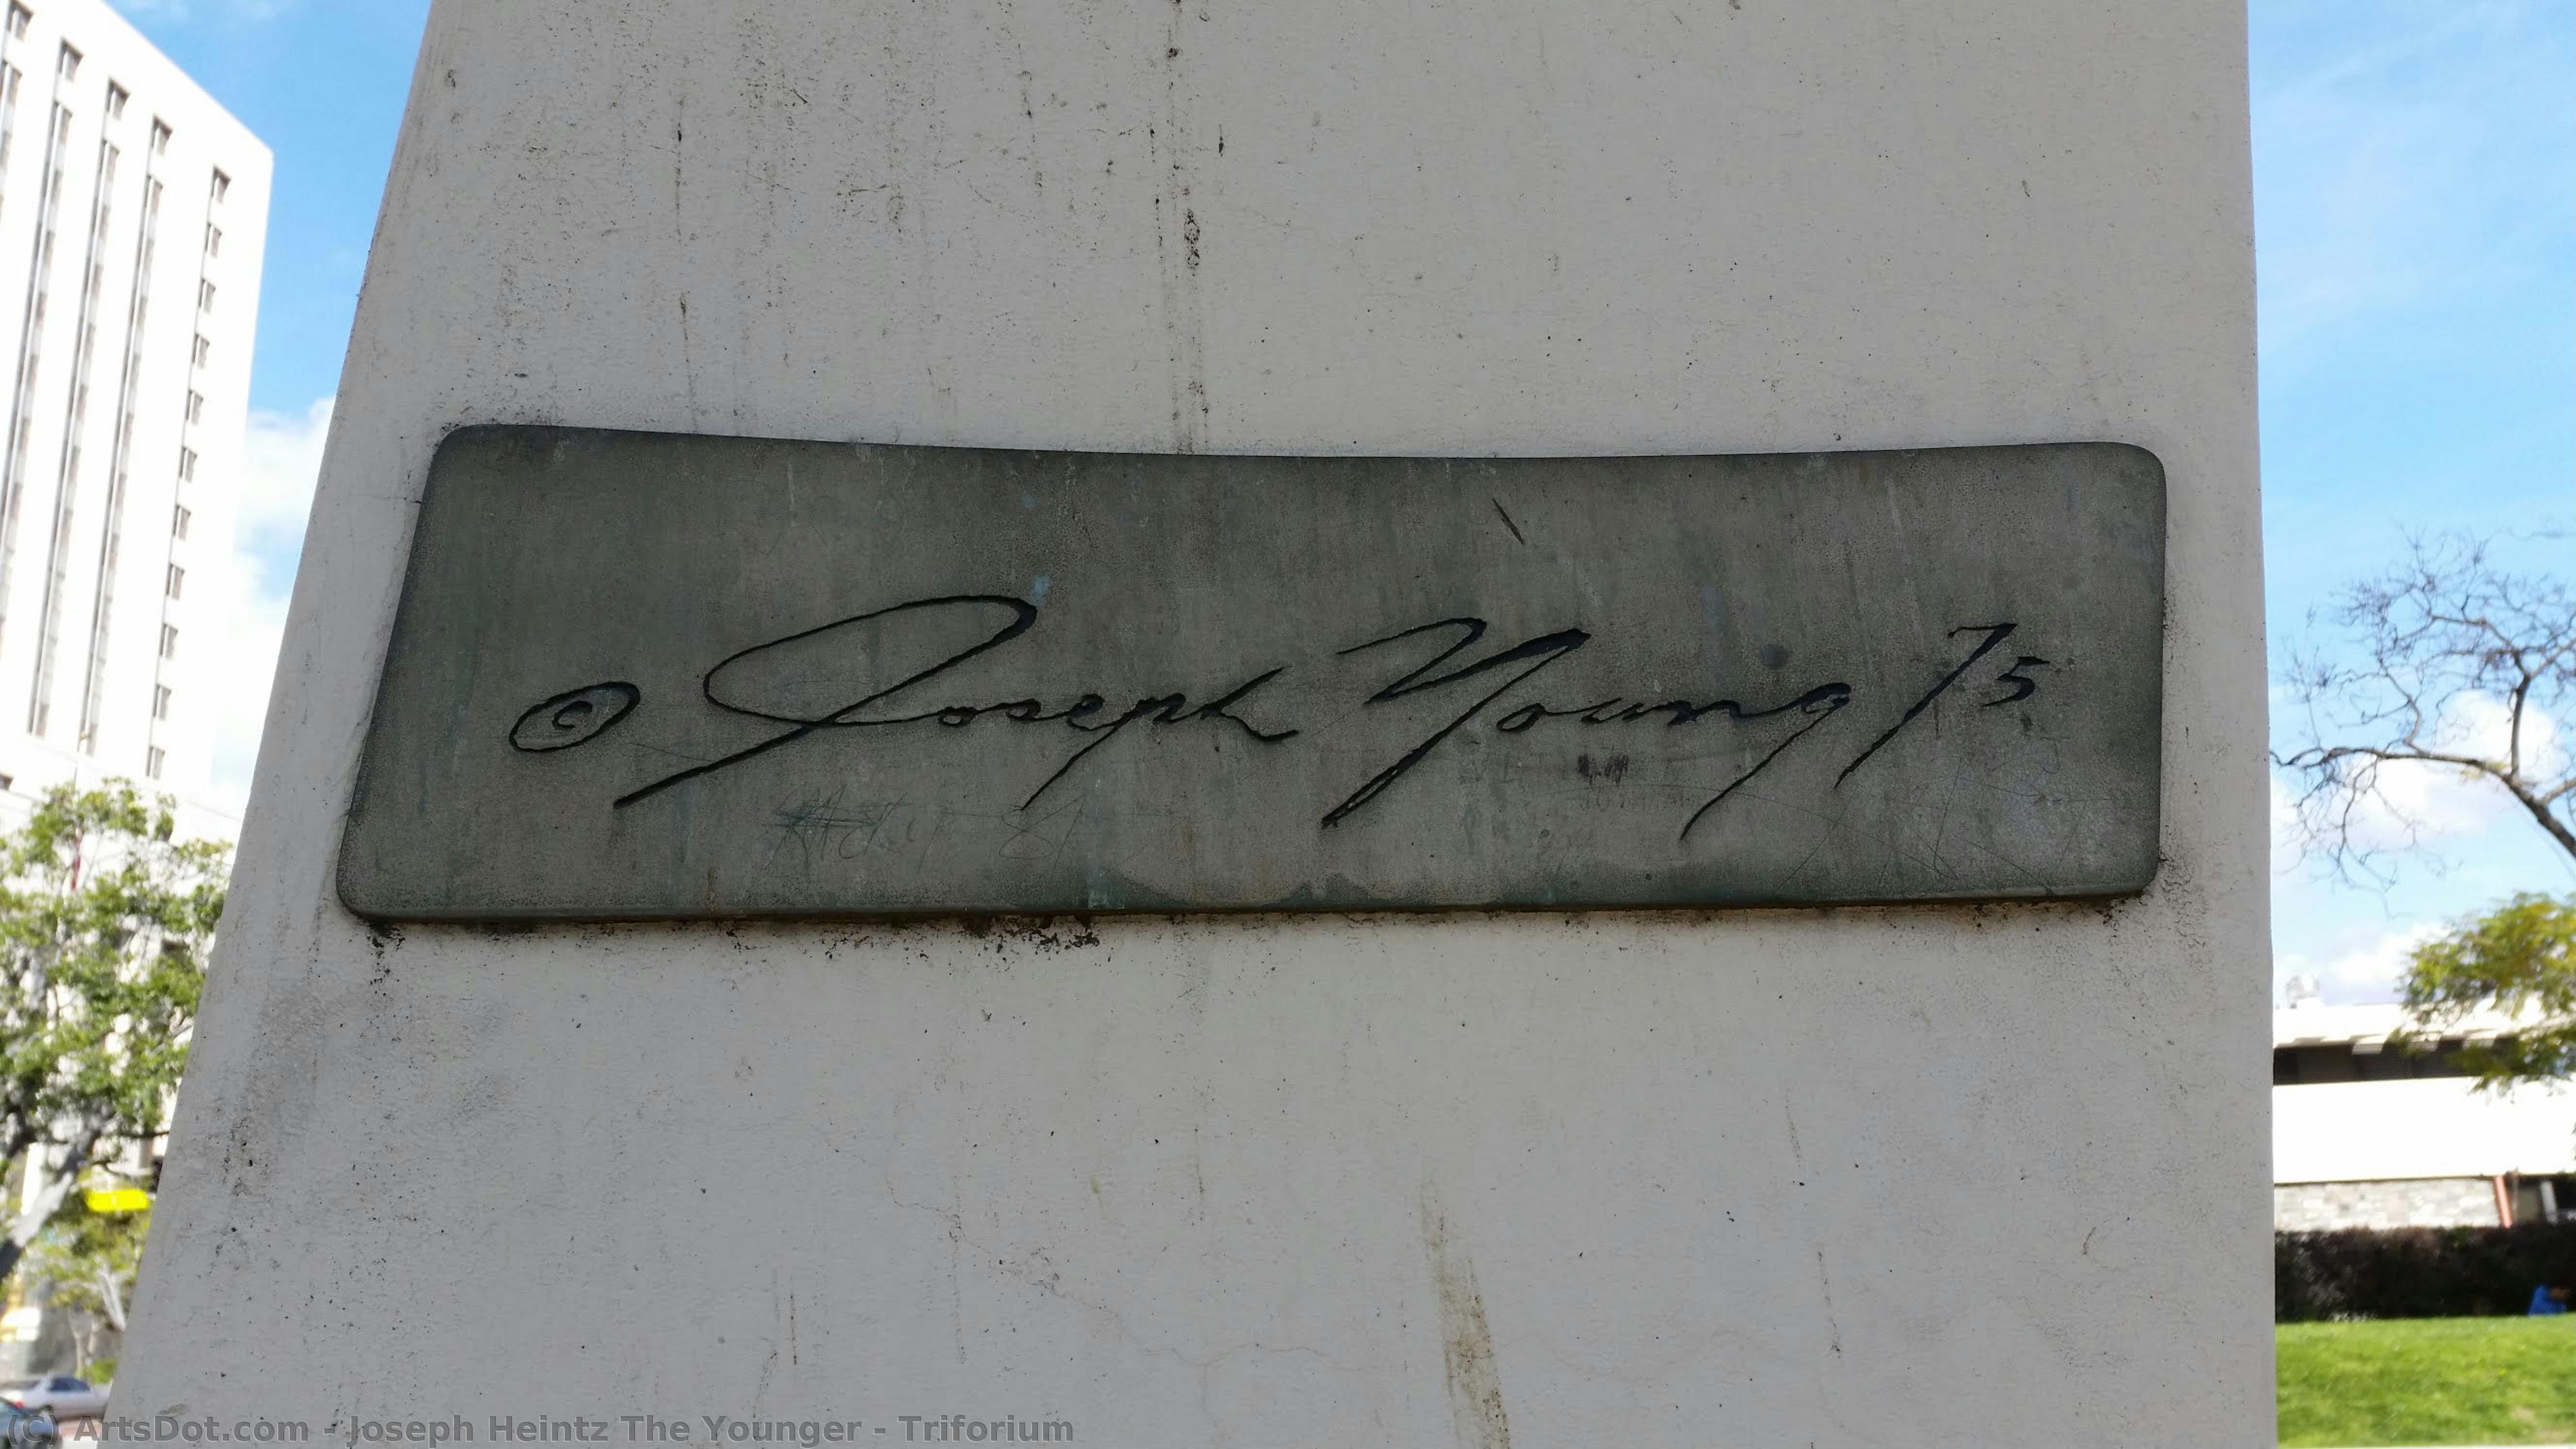 © Joseph Young 75
(C) ArtsDot.com - Joseph Heintz The Younger - Triforium